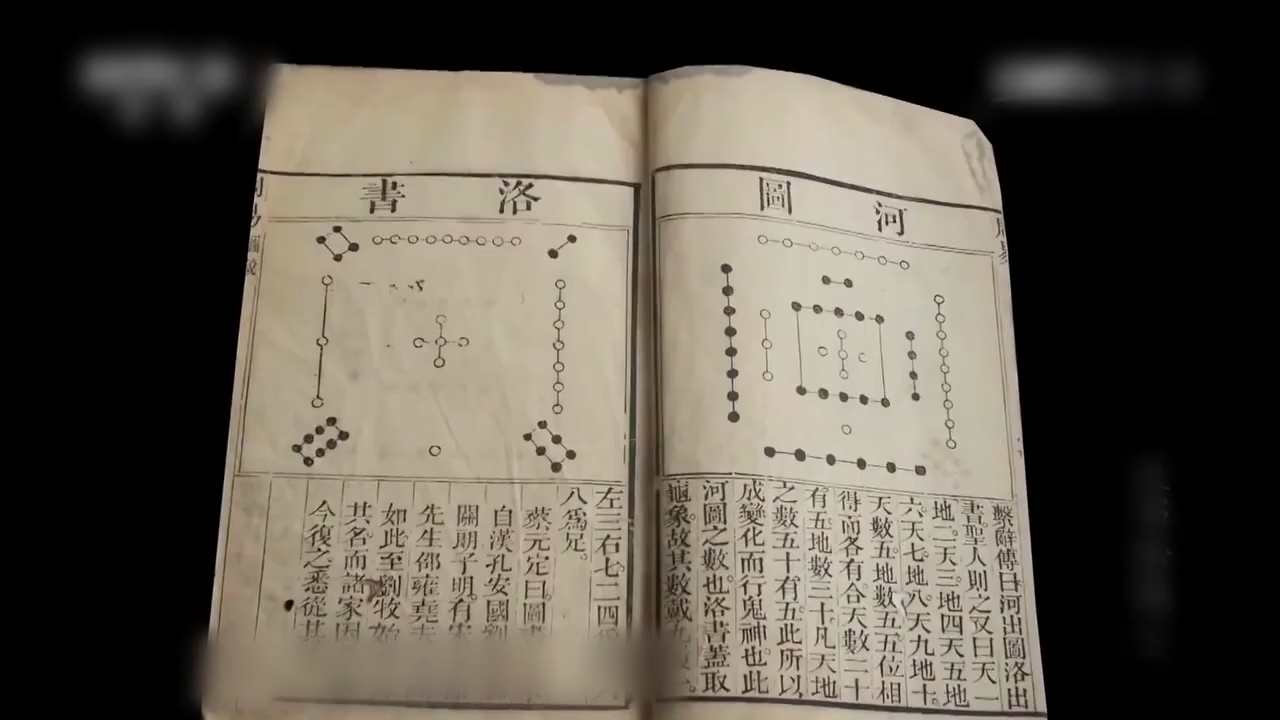 河圖
繫辭傳曰河出圖洛出
書。聖人則之。又曰天一
地二天三。地四天五地
六。天七。地八。天九。地十。
天數五。地數五。五位相
得而各有合。天數二十
有五。地數三十。凡天地
之數五十有五。此所以
成變化而行鬼神也。此
河圖之數也。洛書蓋取
龜象。故其數戴九
洛書
左三右七。二四
八爲足。
蔡元定曰。圖
自漢孔安國
關朗子明。有宋
先生邵雍堯夫
如此。至劉牧始
其名。而諸家因
今復之。悉從其